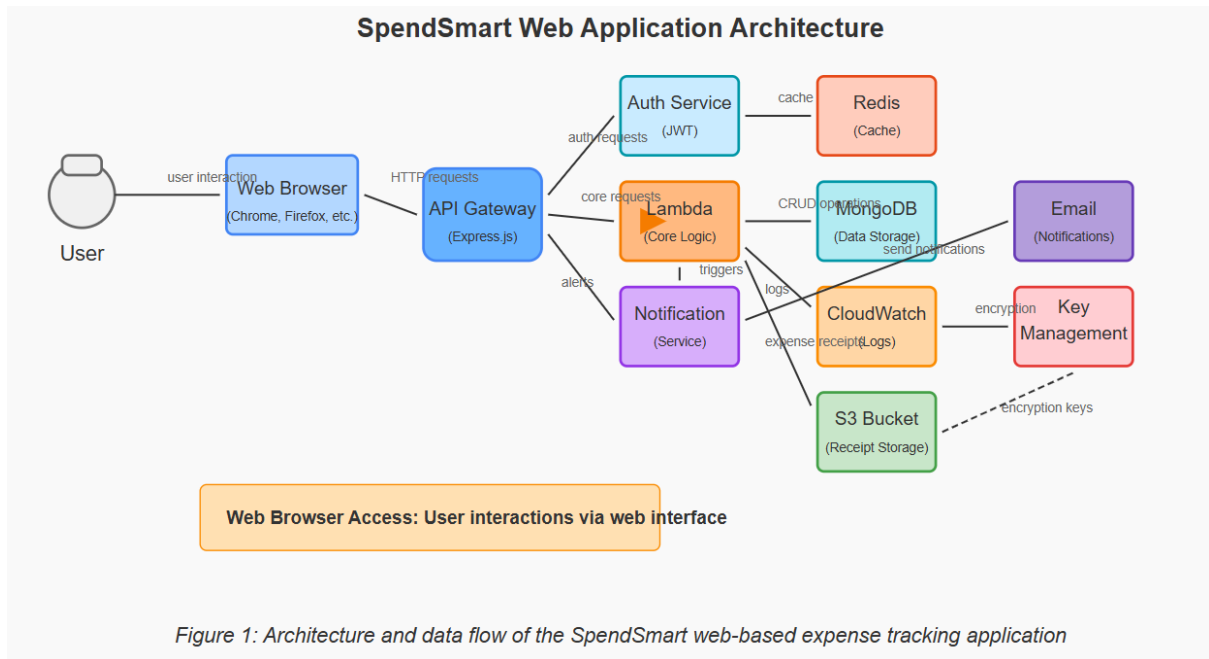 SpendSmart Web Application Architecture
Auth Service
(JWT)
cache
Redis
(Cache)
auth requests
user interaction
Web Browser
(Chrome, Firefox, etc.)
HTTP requests
API Gateway
(Express.js)
core requests
Lambda
(Core Logic)
CRUD operations
MongoDB
(Data Storage)
Email
(Notifications)
send notifications
User
alerts
triggers
logs
Notification
(Service)
expense receipts
CloudWatch
(Logs)
encryption
Key
Management
encryption keys
S3 Bucket
(Receipt Storage)
Web Browser Access: User interactions via web interface
Figure 1: Architecture and data flow of the SpendSmart web-based expense tracking application